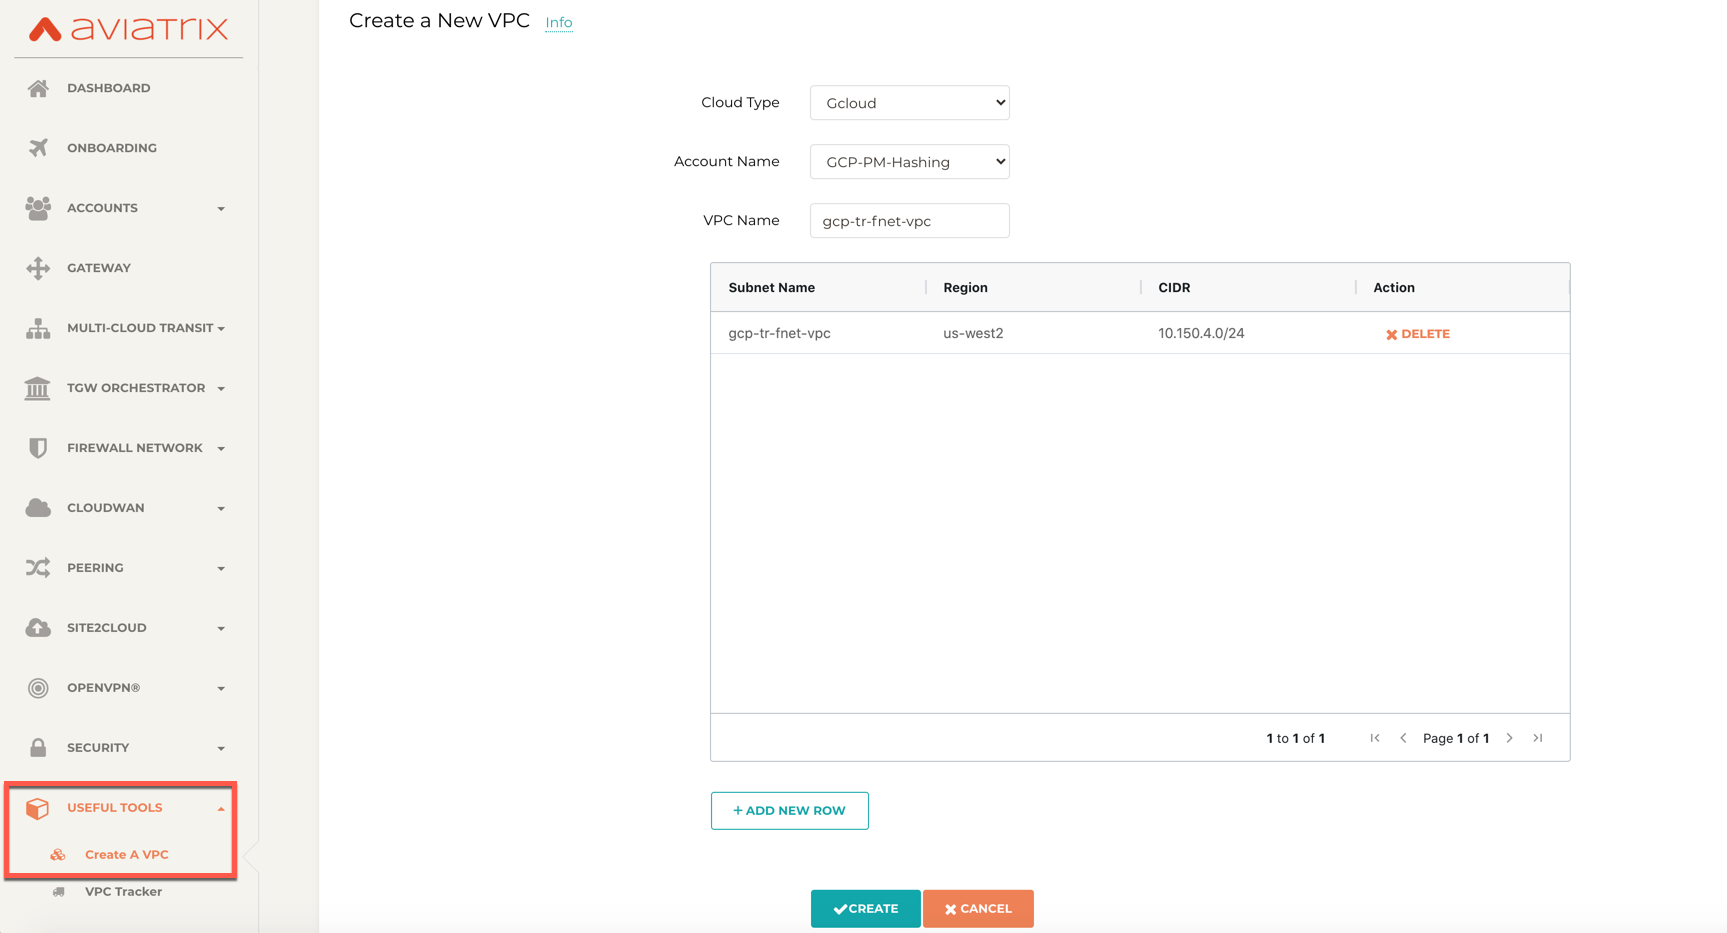 aviatrix
DASHBOARD
ONBOARDING
ACCOUNTS
GATEWAY
MULTI-CLOUD TRANSIT
TGW ORCHESTRATOR
FIREWALL NETWORK
CLOUDWAN
PEERING
SITE2CLOUD
OPENVPN®
SECURITY
USEFUL TOOLS
Create A VPC
VPC Tracker
Create a New VPC Info
Cloud Type Gcloud
Account Name GCP-PM-Hashing
VPC Name gcp-tr-fnet-vpc
Subnet Name Region CIDR Action
gcp-tr-fnet-vpc us-west2 10.150.4.0/24 DELETE
1 to 1 of 1 Page 1 of 1
+ ADD NEW ROW
CREATE CANCEL